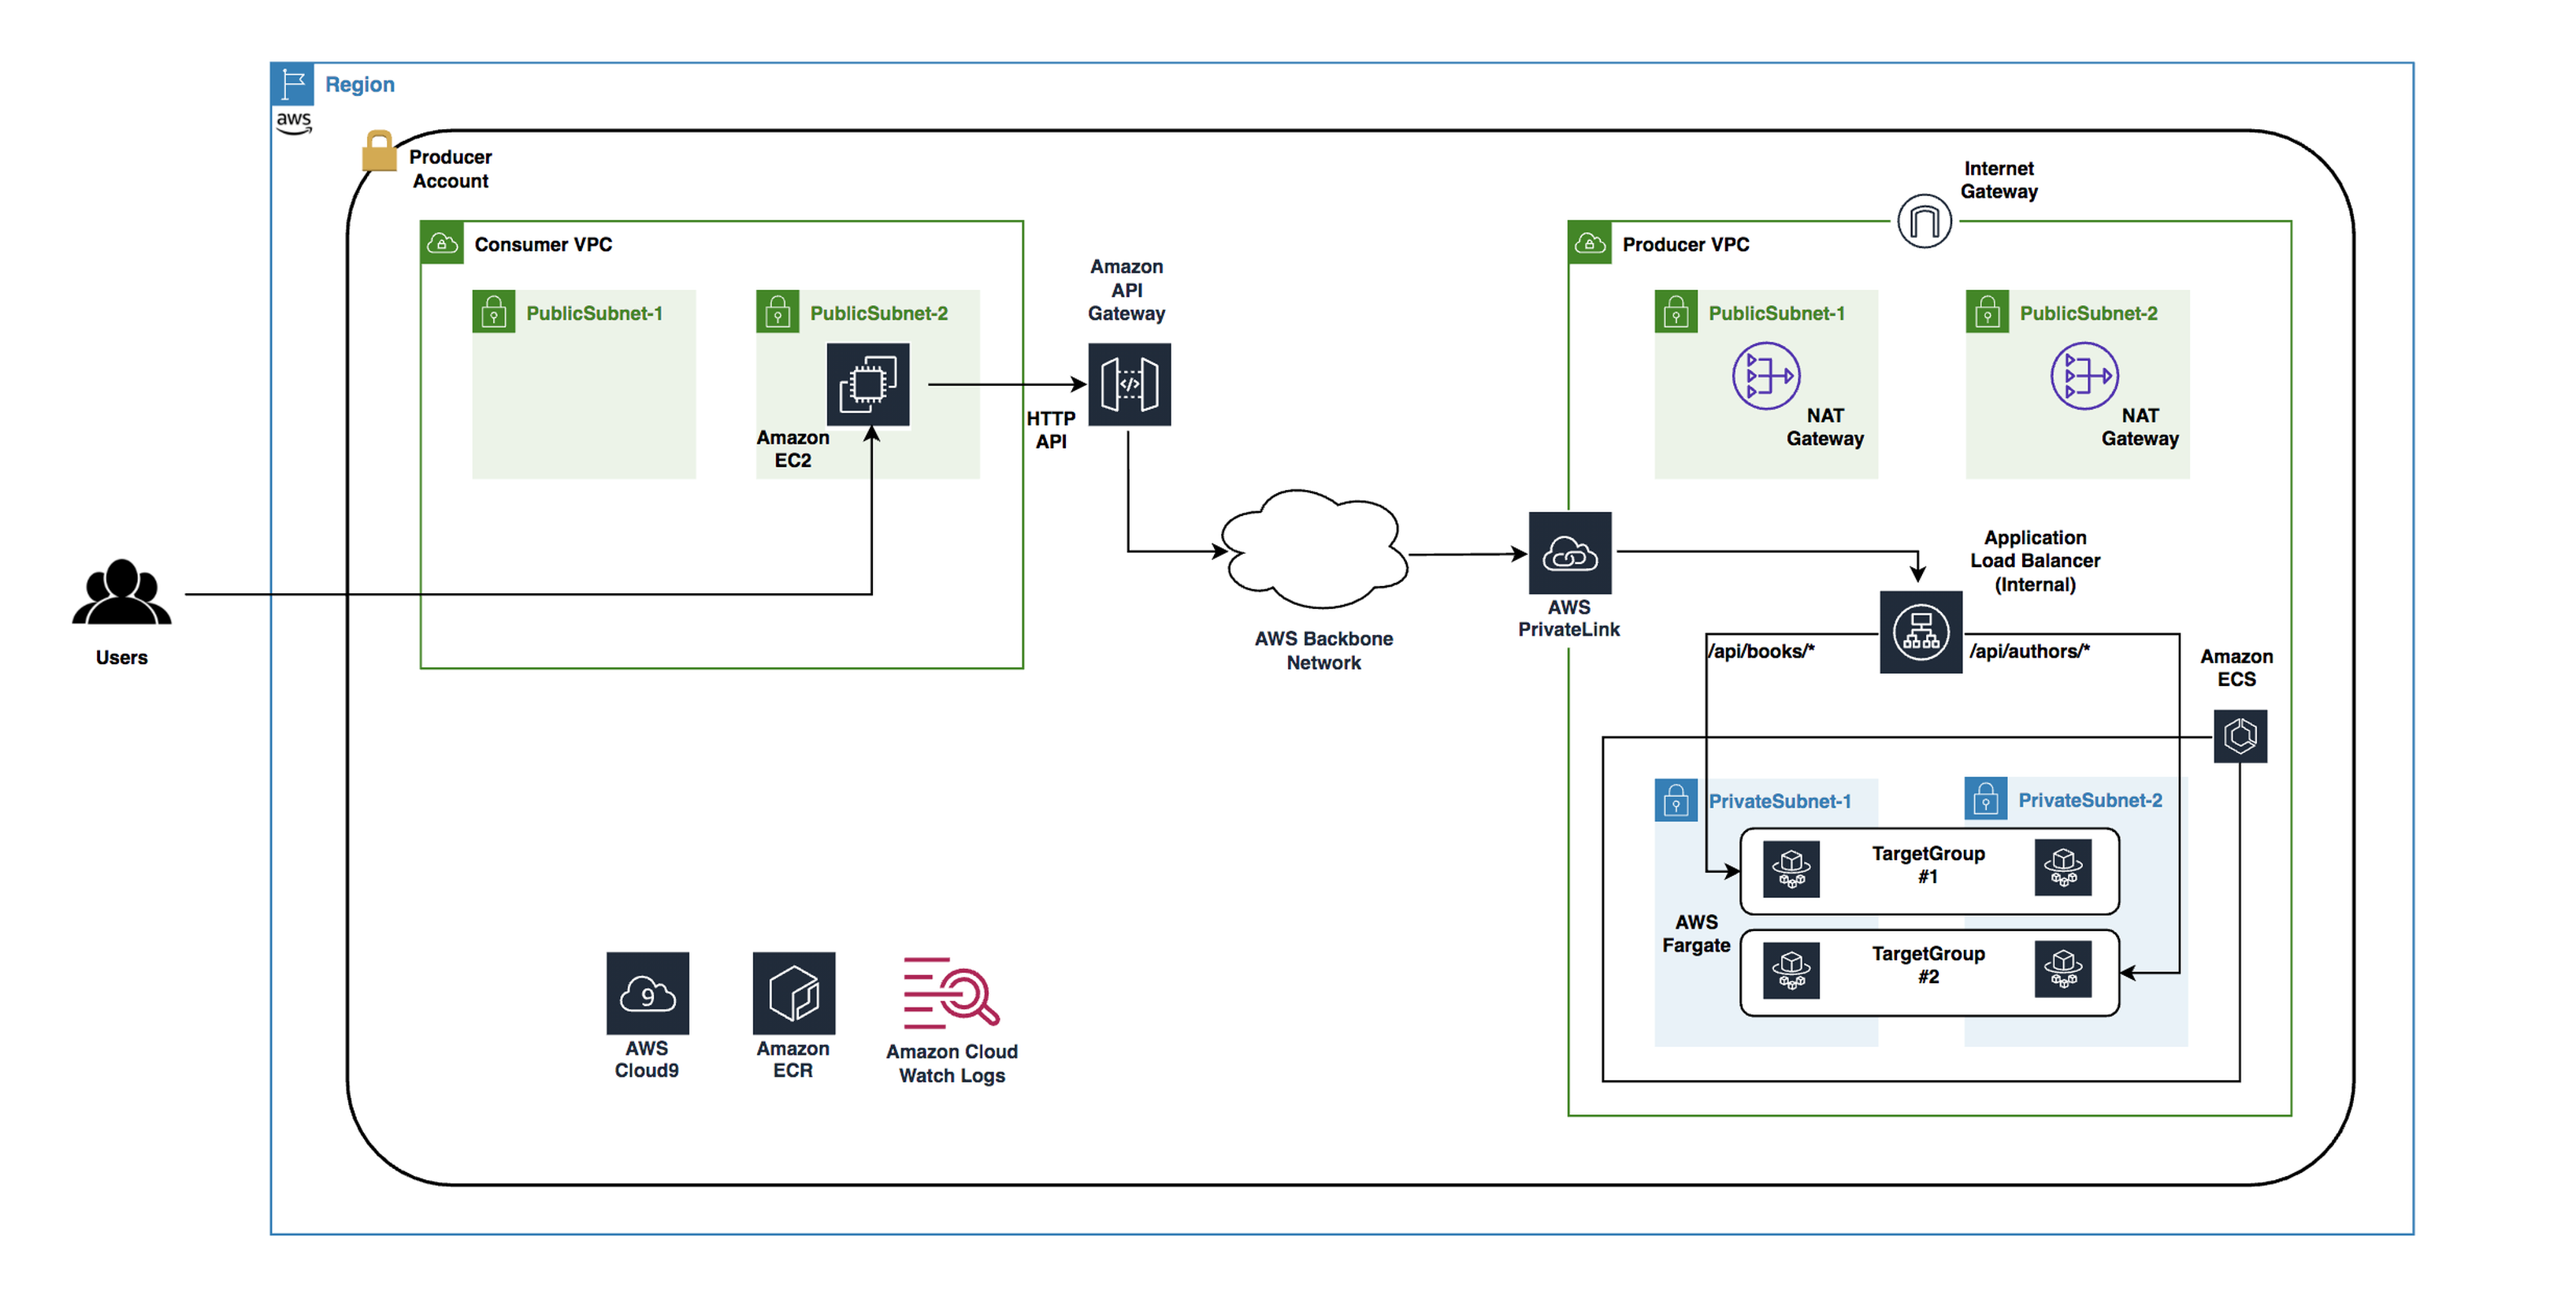 Region
aws
Producer
Account
Internet
Gateway
Consumer VPC
Producer VPC
Amazon
API
Gateway
PublicSubnet-1
PublicSubnet-2
PublicSubnet-1
PublicSubnet-2
</>
Amazon
EC2
HTTP
API
NAT
Gateway
NAT
Gateway
Application
Load Balancer
(Internal)
AWS
PrivateLink
AWS Backbone
Network
Users
/api/books/*
/api/authors/*
Amazon
ECS
PrivateSubnet-1
PrivateSubnet-2
TargetGroup
#1
AWS
Fargate
TargetGroup
#2
9
AWS
Cloud9
Amazon
ECR
Amazon Cloud
Watch Logs